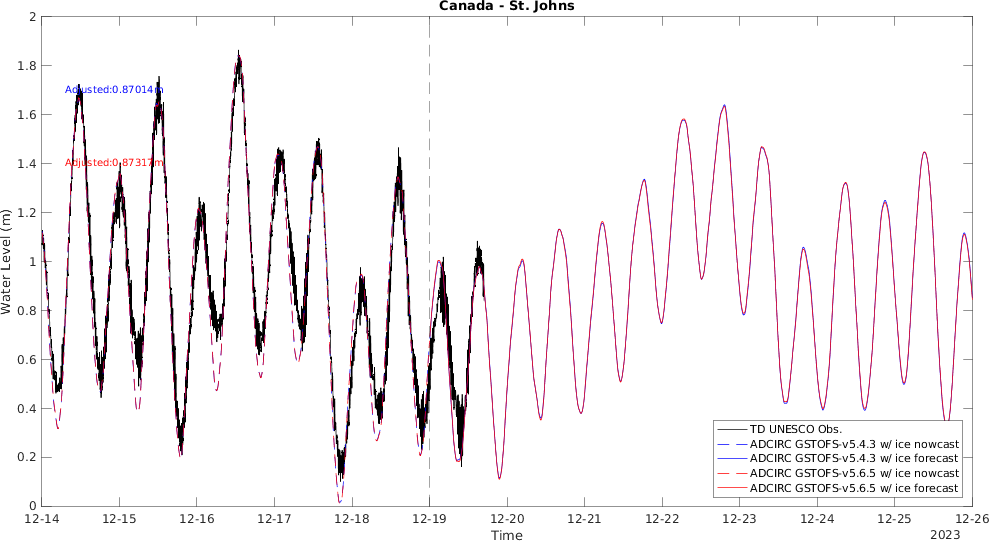 Canada - St. Johns
2
1.8
1.6
1.4
1.2
1
0.8
0.6
0.4
0.2
0
Water Level (m)
Adjusted:0.87014m
Adjusted:0.87317m
TD UNESCO Obs.
ADCIRC GSTOFS-v5.4.3 w/ ice nowcast
ADCIRC GSTOFS-v5.4.3 w/ ice forecast
ADCIRC GSTOFS-v5.6.5 w/ ice nowcast
ADCIRC GSTOFS-v5.6.5 w/ ice forecast
12-14 12-15 12-16 12-17 12-18 12-19 12-20 12-21 12-22 12-23 12-24 12-25 12-26
Time
2023